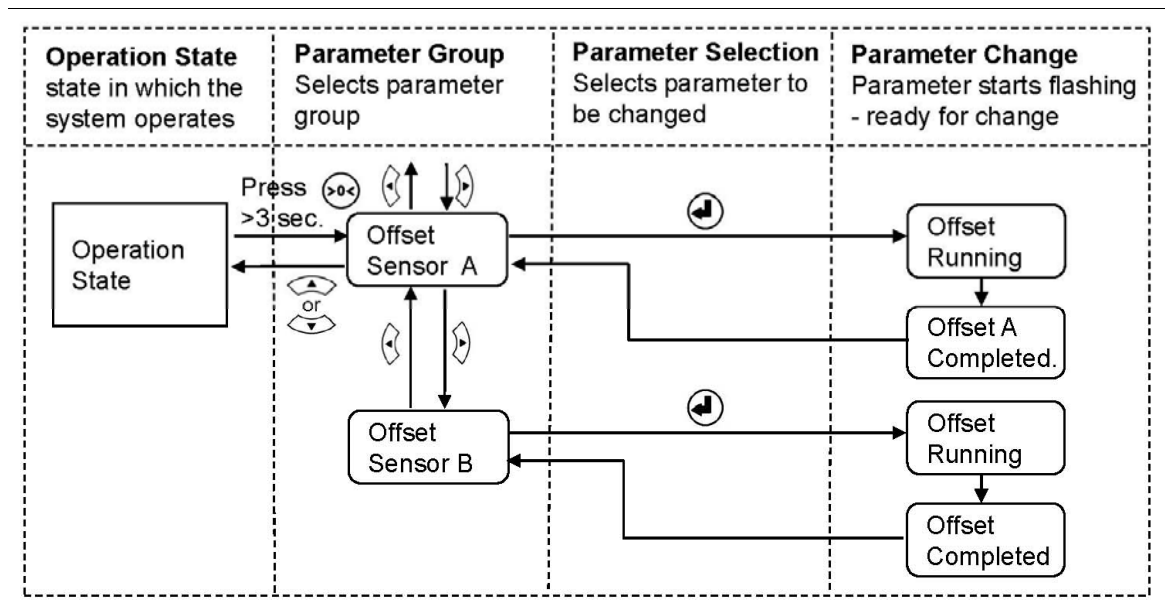 Operation State
state in which the
system operates
Parameter Group
Selects parameter
group
Parameter Selection
Selects parameter to
be changed
Parameter Change
Parameter starts flashing
- ready for change
Press >0<
>3 sec.
Operation
State
Offset
Sensor A
or
Offset
Running
Offset A
Completed.
Offset
Sensor B
Offset
Running
Offset
Completed